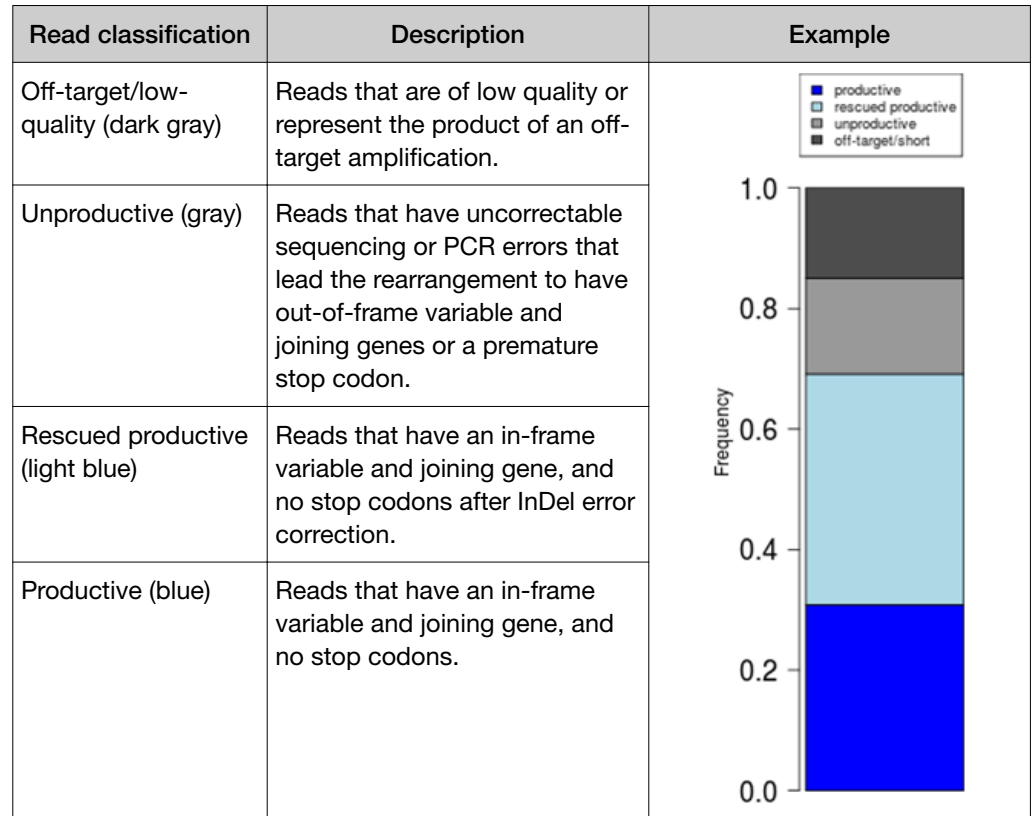 Read classification
Description
Example
Off-target/low-
quality (dark gray)
Reads that are of low quality or
represent the product of an off-
target amplification.
Unproductive (gray)
Reads that have uncorrectable
sequencing or PCR errors that
lead the rearrangement to have
out-of-frame variable and
joining genes or a premature
stop codon.
Rescued productive
(light blue)
Reads that have an in-frame
variable and joining gene, and
no stop codons after InDel error
correction.
Productive (blue)
Reads that have an in-frame
variable and joining gene, and
no stop codons.
productive
rescued productive
unproductive
off-target/short
1.0
0.8
0.6
0.4
0.2
0.0
Frequency